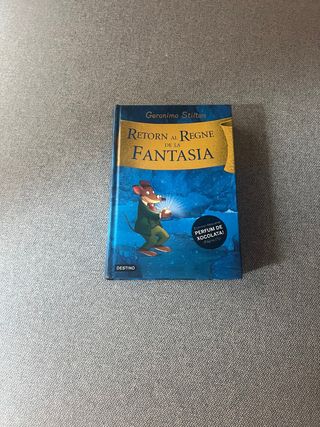 Geronimo Stilton
RETORN AL REGNE
DE LA
FANTASIA
PERFUM DE
XOCOLATA!
DESTINO